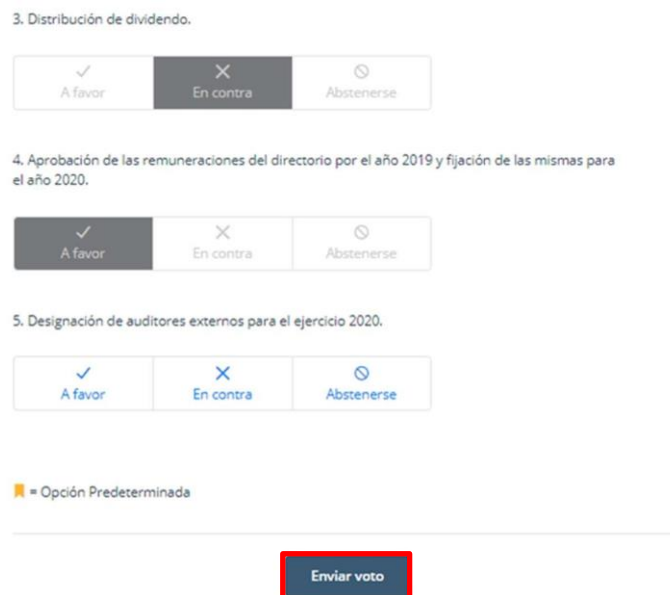 3. Distribución de dividendo.
A favor
En contra
Abstenerse
4. Aprobación de las remuneraciones del directorio por el año 2019 y fijación de las mismas para
el año 2020.
A favor
En contra
Abstenerse
5. Designación de auditores externos para el ejercicio 2020.
A favor
En contra
Abstenerse
= Opción Predeterminada
Enviar voto